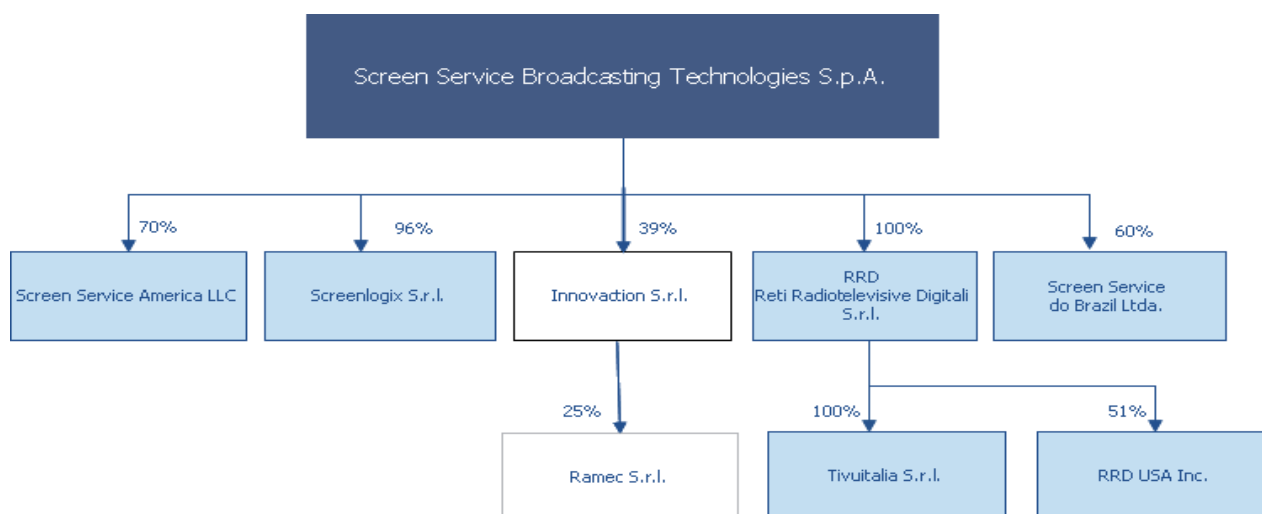 Screen Service Broadcasting Technologies S.p.A.
70%
96%
39%
100%
60%
Screen Service America LLC
Screenlogix S.r.l.
Innovaction S.r.l.
RRD
Reti Radiotelevisive Digitali
S.r.l.
Screen Service
do Brazil Ltda.
25%
100%
51%
Ramec S.r.l.
Tivuitalia S.r.l.
RRD USA Inc.